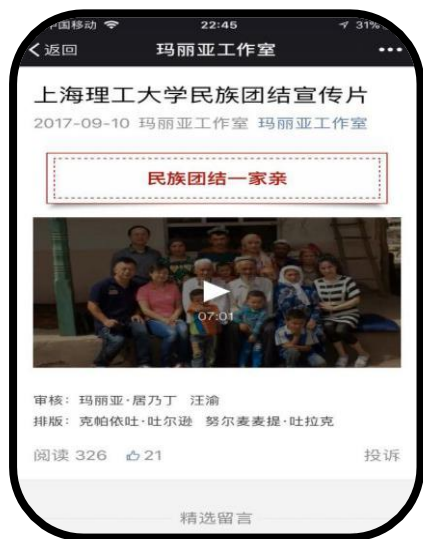 中国移动 22:45 31%
返回 玛丽亚工作室
上海理工大学民族团结宣传片
2017-09-10 玛丽亚工作室 玛丽亚工作室
民族团结一家亲
07:01
审核：玛丽亚·居乃丁 汪渝
排版：克帕依吐·吐尔逊 努尔麦麦提·吐拉克
阅读 326 21 投诉
精选留言